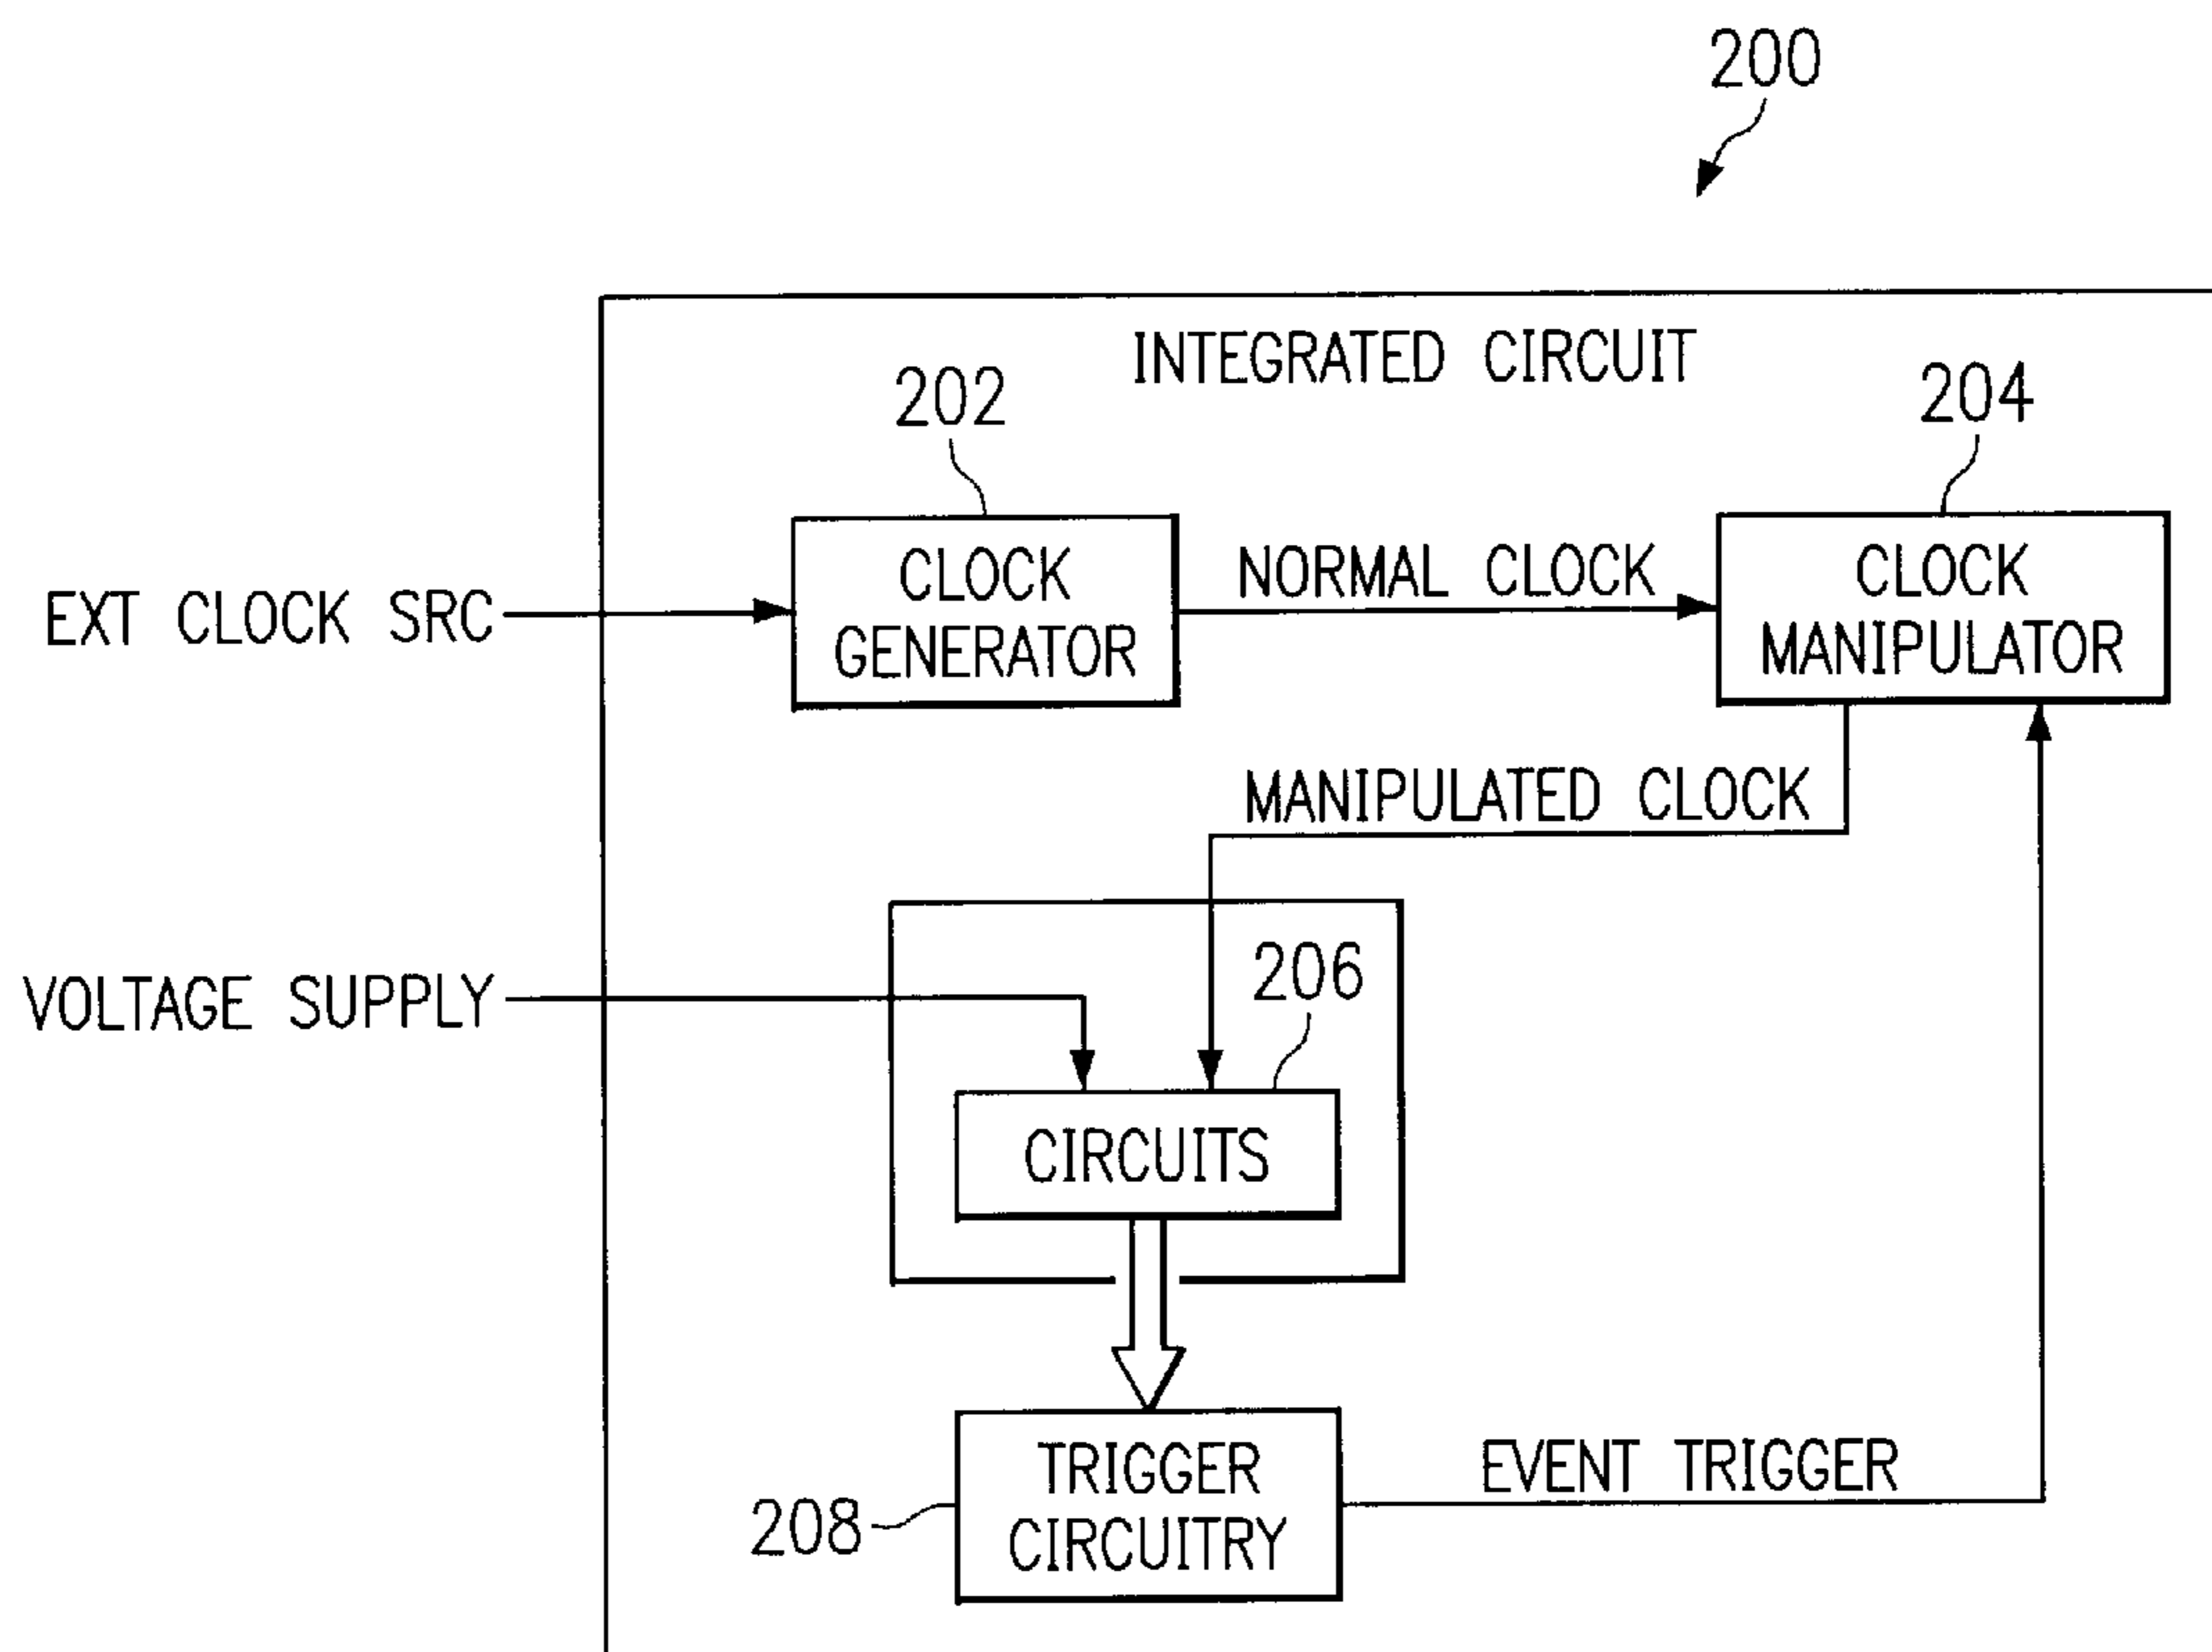 200
INTEGRATED CIRCUIT
202
204
CLOCK
GENERATOR
NORMAL CLOCK
CLOCK
MANIPULATOR
EXT CLOCK SRC
MANIPULATED CLOCK
206
VOLTAGE SUPPLY
CIRCUITS
TRIGGER
CIRCUITRY
EVENT TRIGGER
208